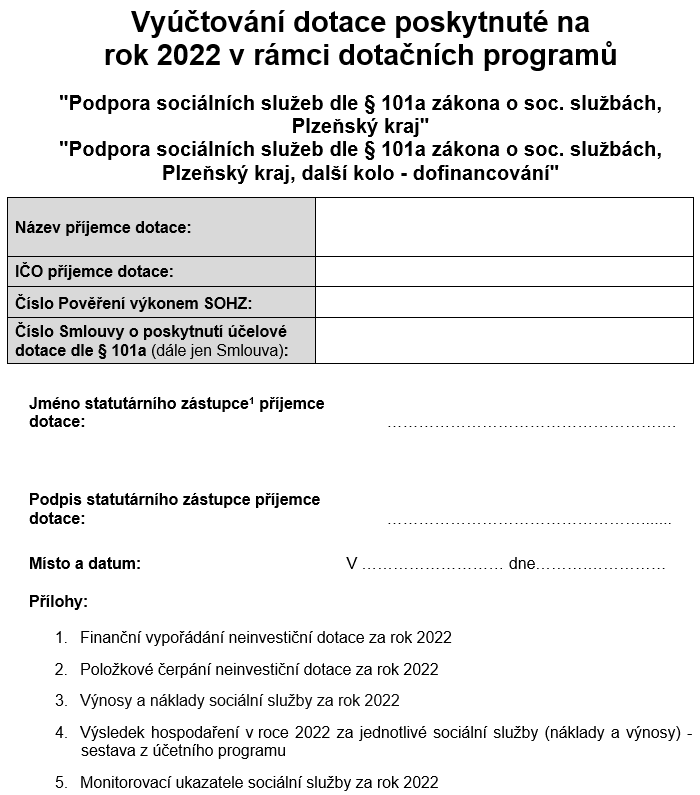 Vyúčtování dotace poskytnuté na
rok 2022 v rámci dotačních programů
"Podpora sociálních služeb dle § 101a zákona o soc. službách,
Plzeňský kraj"
"Podpora sociálních služeb dle § 101a zákona o soc. službách,
Plzeňský kraj, další kolo - dofinancování"
Název příjemce dotace:
IČO příjemce dotace:
Číslo Pověření výkonem SOHZ:
Číslo Smlouvy o poskytnutí účelové
dotace dle § 101a (dále jen Smlouva):
Jméno statutárního zástupce¹ příjemce
dotace: ……………………………………………….
Podpis statutárního zástupce příjemce
dotace: …………………………………………......
Místo a datum: V ……………………… dne……………………
Přílohy:
1. Finanční vypořádání neinvestiční dotace za rok 2022
2. Položkové čerpání neinvestiční dotace za rok 2022
3. Výnosy a náklady sociální služby za rok 2022
4. Výsledek hospodaření v roce 2022 za jednotlivé sociální služby (náklady a výnosy) -
sestava z účetního programu
5. Monitorovací ukazatele sociální služby za rok 2022